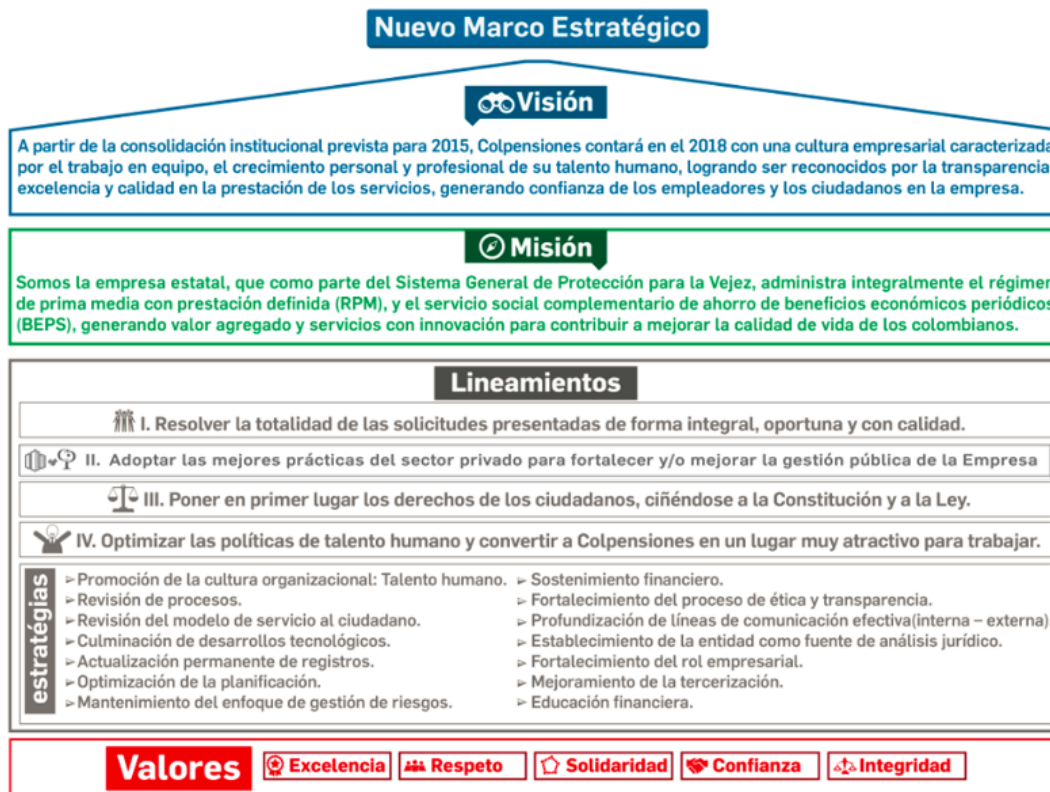 Nuevo Marco Estratégico
Visión
A partir de la consolidación institucional prevista para 2015, Colpensiones contará en el 2018 con una cultura empresarial caracterizada
por el trabajo en equipo, el crecimiento personal y profesional de su talento humano, logrando ser reconocidos por la transparencia
excelencia y calidad en la prestación de los servicios, generando confianza de los empleadores y los ciudadanos en la empresa.
Misión
Somos la empresa estatal, que como parte del Sistema General de Protección para la Vejez, administra integralmente el régimen
de prima media con prestación definida (RPM), y el servicio social complementario de ahorro de beneficios económicos periódicos
(BEPS), generando valor agregado y servicios con innovación para contribuir a mejorar la calidad de vida de los colombianos.
Lineamientos
I. Resolver la totalidad de las solicitudes presentadas de forma integral, oportuna y con calidad.
II. Adoptar las mejores prácticas del sector privado para fortalecer y/o mejorar la gestión pública de la Empresa
III. Poner en primer lugar los derechos de los ciudadanos, ciñéndose a la Constitución y a la Ley.
IV. Optimizar las políticas de talento humano y convertir a Colpensiones en un lugar muy atractivo para trabajar.
estratégias
➢ Promoción de la cultura organizacional: Talento humano.
➢ Revisión de procesos.
➢ Revisión del modelo de servicio al ciudadano.
➢ Culminación de desarrollos tecnológicos.
➢ Actualización permanente de registros.
➢ Optimización de la planificación.
➢ Mantenimiento del enfoque de gestión de riesgos.
➢ Sostenimiento financiero.
➢ Fortalecimiento del proceso de ética y transparencia.
➢ Profundización de líneas de comunicación efectiva(interna – externa)
➢ Establecimiento de la entidad como fuente de análisis jurídico.
➢ Fortalecimiento del rol empresarial.
➢ Mejoramiento de la tercerización.
➢ Educación financiera.
Valores
Excelencia
Respeto
Solidaridad
Confianza
Integridad